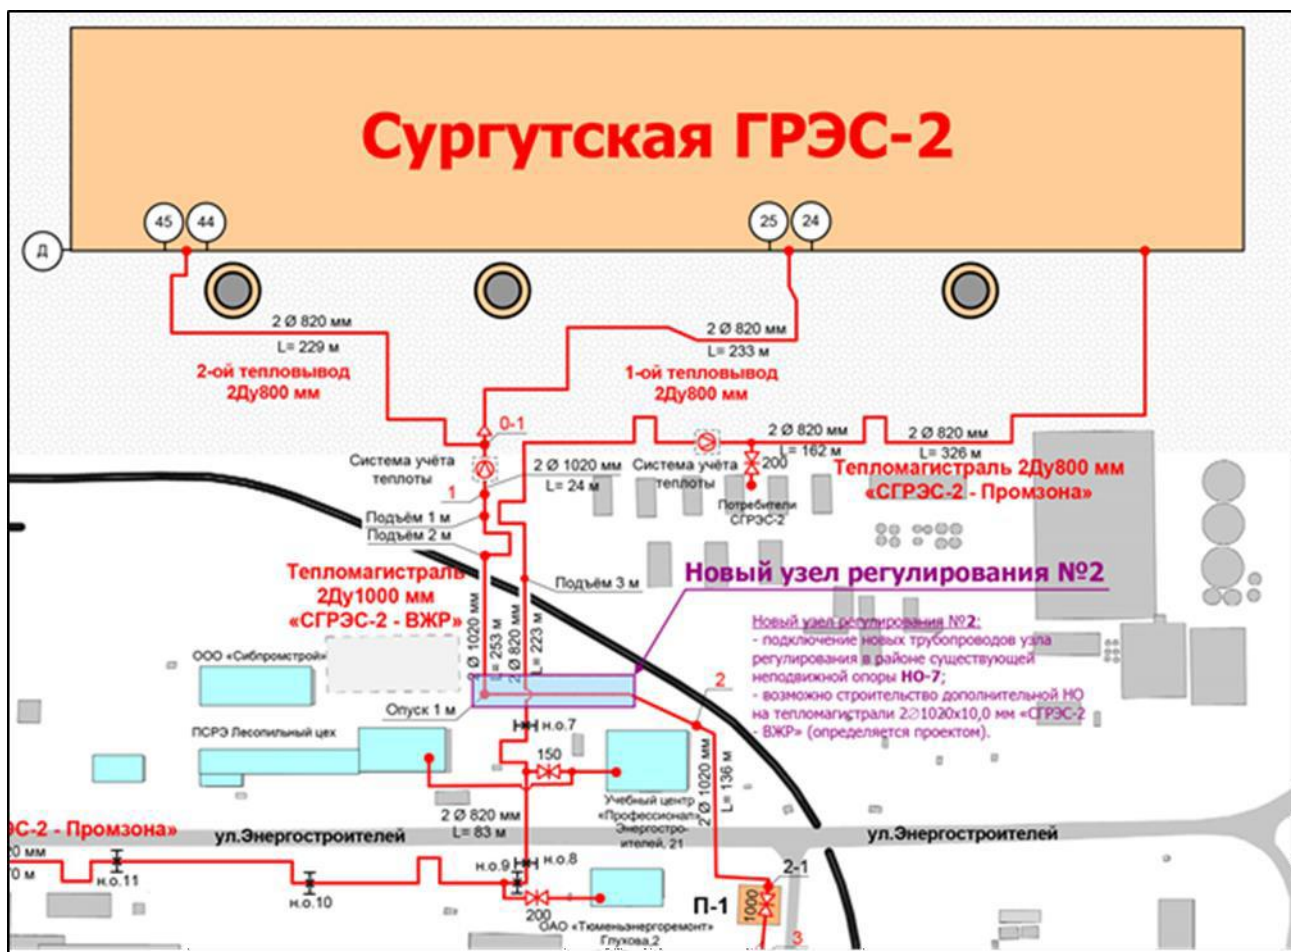 Сургутская ГРЭС-2
45
44
25
24
Д
2 Ø 820 мм
L= 229 м
2-ой тепловывод
2Ду800 мм
2 Ø 820 мм
L= 233 м
1-ой тепловывод
2Ду800 мм
0-1
2 Ø 820 мм
L= 162 м
2 Ø 820 мм
L= 326 м
Система учёта
теплоты
2 Ø 1020 мм
L= 24 м
Система учёта
теплоты
200
Потребители
СГРЭС-2
Тепломагистраль 2Ду800 мм
«СГРЭС-2 - Промзона»
1
Подъём 1 м
Подъём 2 м
Подъём 3 м
Тепломагистраль
2Ду1000 мм
«СГРЭС-2 - ВЖР»
2 Ø 1020 мм
L= 253 м
2 Ø 820 мм
L= 223 м
Новый узел регулирования №2
Новый узел регулирования №2:
- подключение новых трубопроводов узла
регулирования в районе существующей
неподвижной опоры НО-7;
- возможно строительство дополнительной НО
на тепломагистрали 2∅1020х10,0 мм «СГРЭС-2
- ВЖР» (определяется проектом).
ООО «Сибпромстрой»
Опуск 1 м
2
н.о.7
ПСРЭ Лесопильный цех
150
2 Ø 1020 мм
L= 136 м
Учебный центр
«Профессионал»
Энергостро-
ителей, 21
2 Ø 820 мм
L= 83 м
ЭС-2 - Промзона»
ул.Энергостроителей
ул.Энергостроителей
20 мм
70 м
н.о.11
н.о.10
н.о.9
н.о.8
200
ОАО «Тюменьэнергоремонт»
Глухова,2
П-1
1000
2-1
3